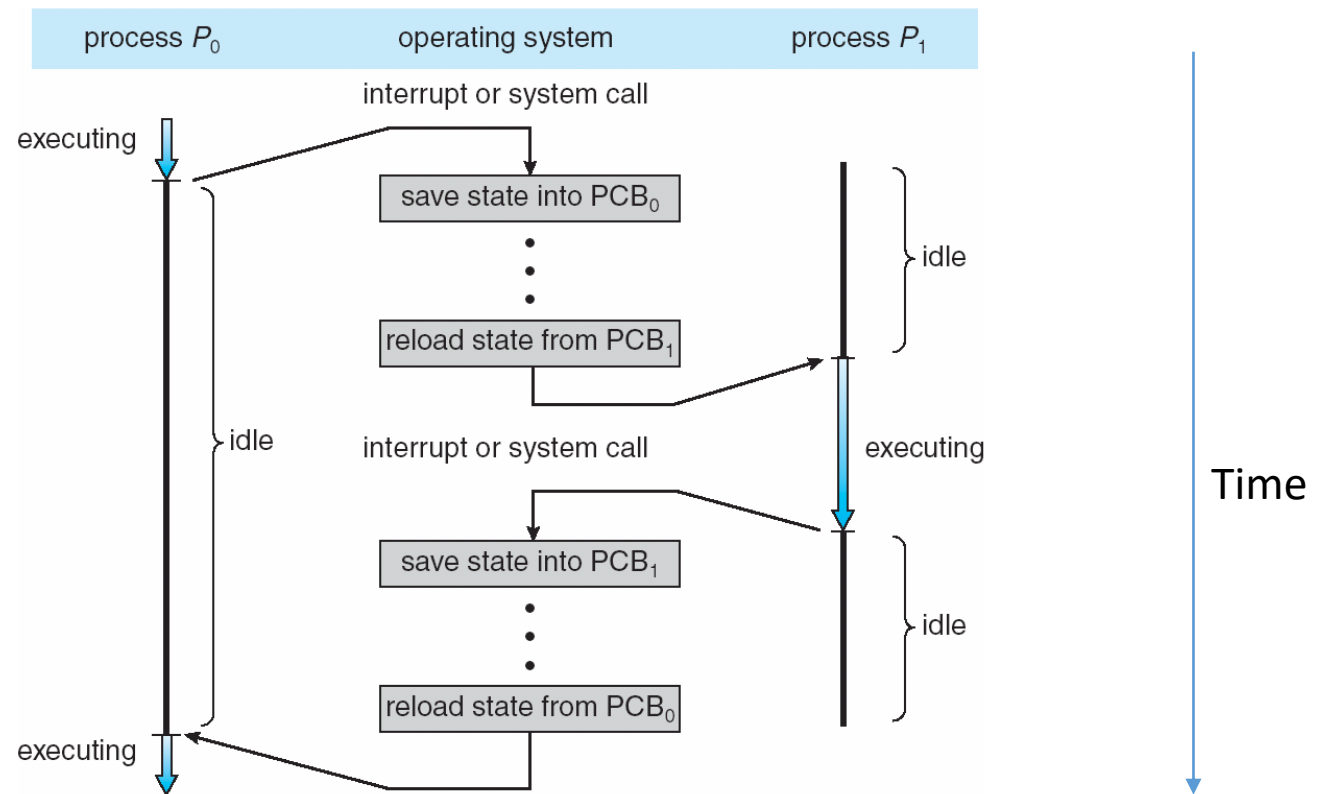 process P₀ operating system process P₁
interrupt or system call
executing
save state into PCB₀
idle
reload state from PCB₁
idle
interrupt or system call
executing
Time
save state into PCB₁
idle
reload state from PCB₀
executing